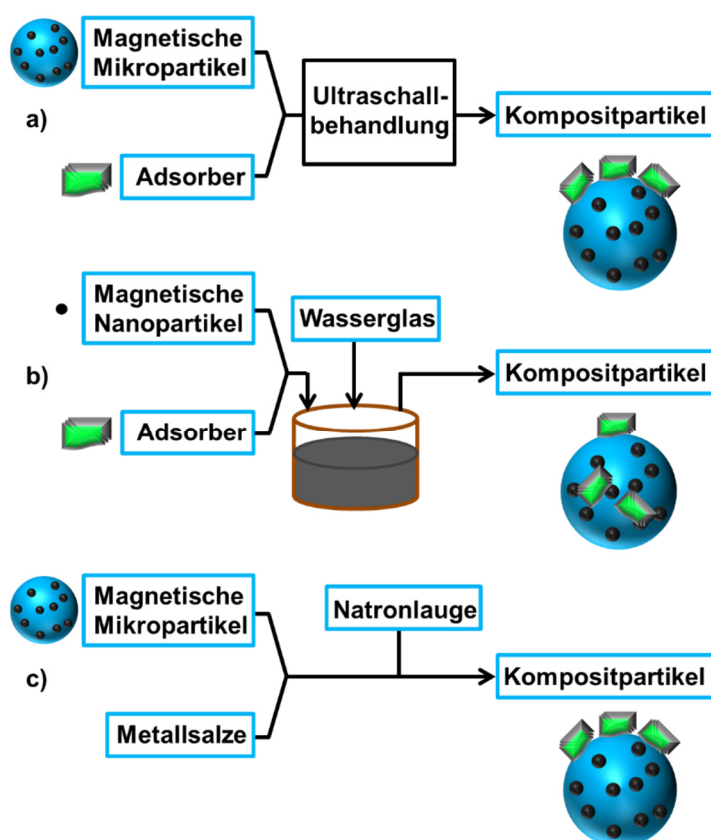 Magnetische
Mikropartikel
a)
Ultraschall-
behandlung
Kompositpartikel
Adsorber
Magnetische
Nanopartikel
Wasserglas
b)
Kompositpartikel
Adsorber
Magnetische
Mikropartikel
Natronlauge
c)
Kompositpartikel
Metallsalze